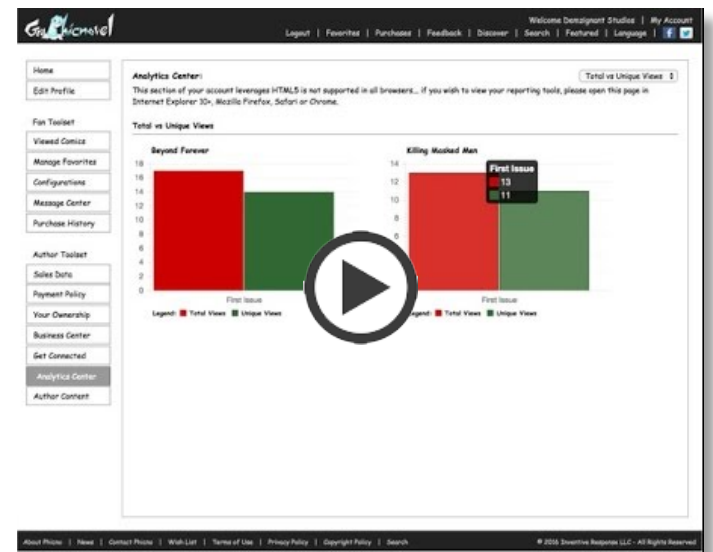 Graphicnovel
Welcome Demzignant Studios | My Account
Logout | Favorites | Purchases | Feedback | Discover | Search | Featured | Language |
Home
Edit Profile
Fan Toolset
Viewed Comics
Manage Favorites
Configurations
Message Center
Purchase History
Author Toolset
Sales Data
Payment Policy
Your Ownership
Business Center
Get Connected
Analytics Center
Author Content
Analytics Center:
Total vs Unique Views
This section of your account leverages HTML5 is not supported in all browsers... if you wish to view your reporting tools, please open this page in
Internet Explorer 10+, Mozilla Firefox, Safari or Chrome.
Total vs Unique Views
Beyond Forever
18
16
14
12
10
8
6
4
2
0
First Issue
Legend: Total Views Unique Views
Killing Masked Men
14
12
10
8
6
First Issue
13
11
First Issue
Legend: Total Views Unique Views
About Phicno | News | Contact Phicno | Wish List | Terms of Use | Privacy Policy | Copyright Policy | Search
© 2016 Inventive Response LLC - All Rights Reserved